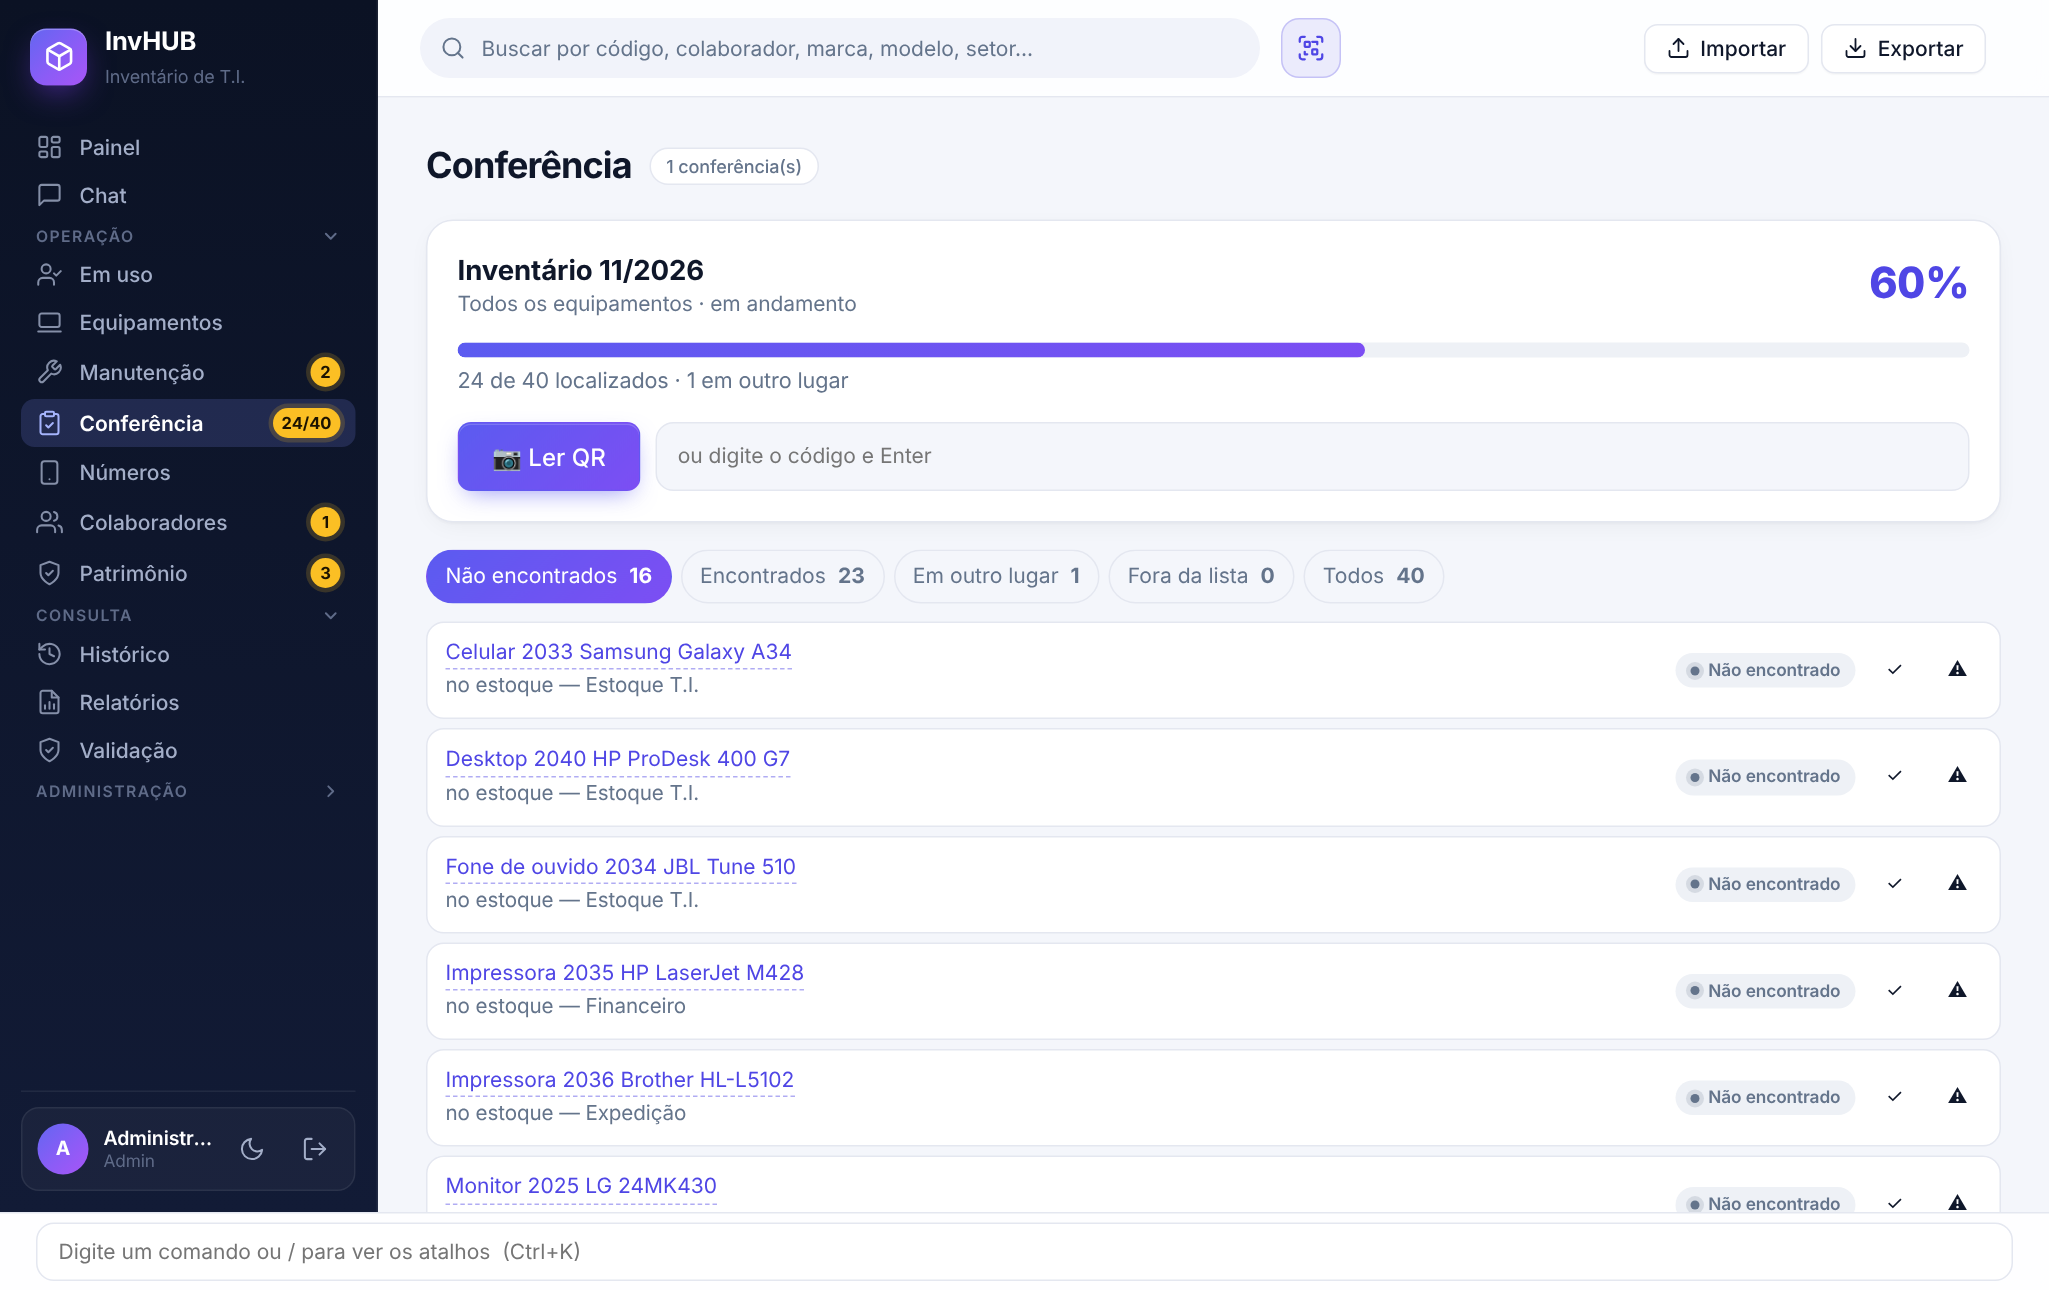 InvHUB
Inventário de T.I.
Painel
Chat
OPERAÇÃO
Em uso
Equipamentos
Manutenção 2
Conferência 24/40
Números
Colaboradores 1
Patrimônio 3
CONSULTA
Histórico
Relatórios
Validação
ADMINISTRAÇÃO
A
Administr...
Admin
Buscar por código, colaborador, marca, modelo, setor...
Importar
Exportar
Conferência 1 conferência(s)
Inventário 11/2026
Todos os equipamentos · em andamento
60%
24 de 40 localizados · 1 em outro lugar
Ler QR
ou digite o código e Enter
Não encontrados 16
Encontrados 23
Em outro lugar 1
Fora da lista 0
Todos 40
Celular 2033 Samsung Galaxy A34
no estoque — Estoque T.I.
Não encontrado
Desktop 2040 HP ProDesk 400 G7
no estoque — Estoque T.I.
Não encontrado
Fone de ouvido 2034 JBL Tune 510
no estoque — Estoque T.I.
Não encontrado
Impressora 2035 HP LaserJet M428
no estoque — Financeiro
Não encontrado
Impressora 2036 Brother HL-L5102
no estoque — Expedição
Não encontrado
Monitor 2025 LG 24MK430
Não encontrado
Digite um comando ou / para ver os atalhos (Ctrl+K)